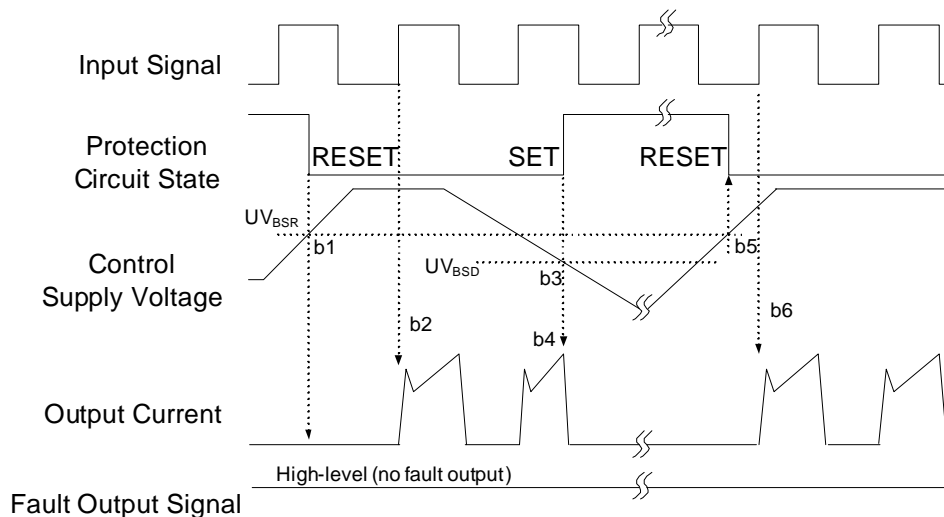 Input Signal
Protection
Circuit State
RESET
SET
RESET
UVBSR
b1
b5
Control
Supply Voltage
UVBSD
b3
b2
b4
b6
Output Current
High-level (no fault output)
Fault Output Signal